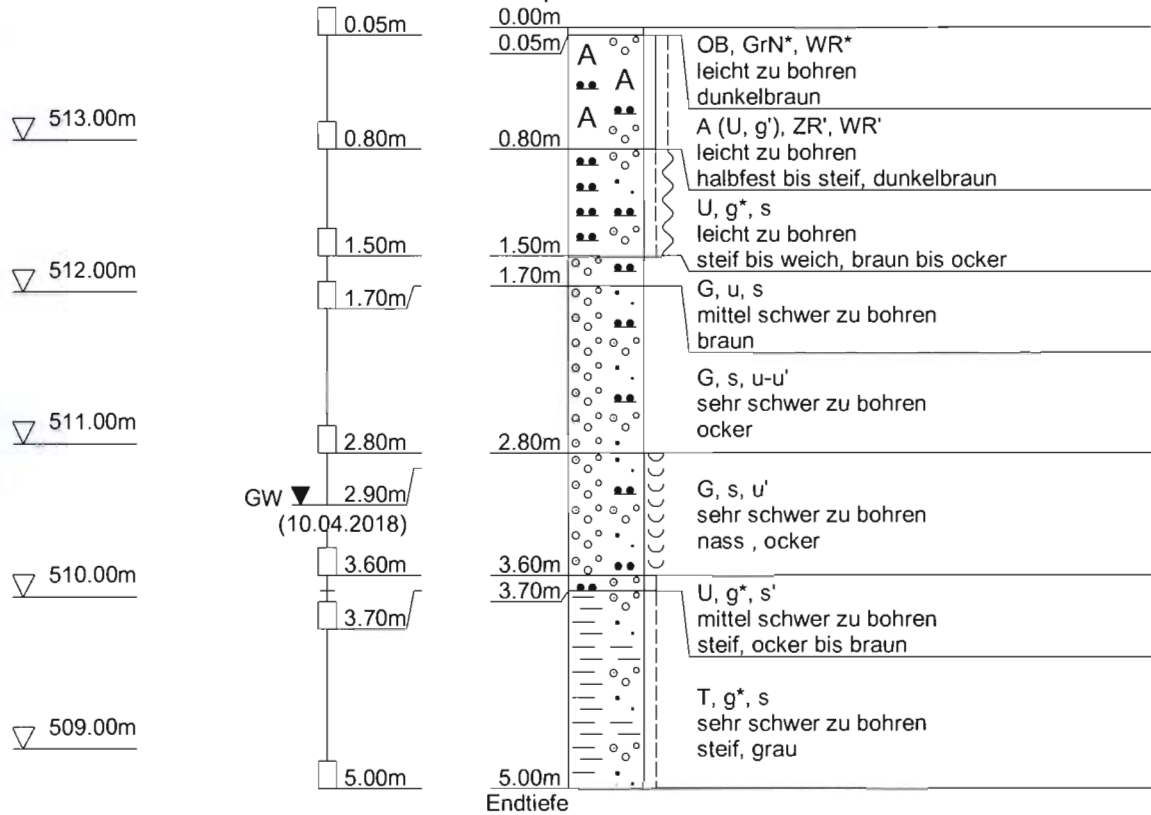 0.00m
0.05m
0.05m
OB, GrN*, WR*
leicht zu bohren
dunkelbraun
A
A
A
513.00m
0.80m
0.80m
A (U, g'), ZR', WR'
leicht zu bohren
halbfest bis steif, dunkelbraun
U, g*, s
leicht zu bohren
steif bis weich, braun bis ocker
1.50m
1.50m
512.00m
1.70m
1.70m
G, u, s
mittel schwer zu bohren
braun
G, s, u-u'
sehr schwer zu bohren
ocker
511.00m
2.80m
2.80m
GW
2.90m
(10.04.2018)
G, s, u'
sehr schwer zu bohren
nass , ocker
3.60m
3.60m
510.00m
3.70m
3.70m
U, g*, s'
mittel schwer zu bohren
steif, ocker bis braun
T, g*, s
sehr schwer zu bohren
steif, grau
509.00m
5.00m
5.00m
Endtiefe